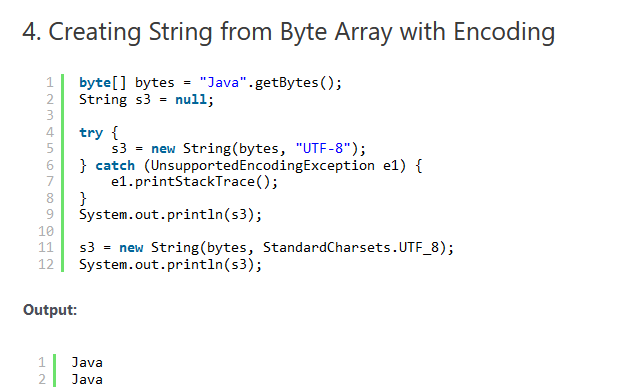 4. Creating String from Byte Array with Encoding
1 byte[] bytes = "Java".getBytes();
2 String s3 = null;
3
4 try {
5     s3 = new String(bytes, "UTF-8");
6 } catch (UnsupportedEncodingException e1) {
7     e1.printStackTrace();
8 }
9 System.out.println(s3);
10
11 s3 = new String(bytes, StandardCharsets.UTF_8);
12 System.out.println(s3);
Output:
1 Java
2 Java